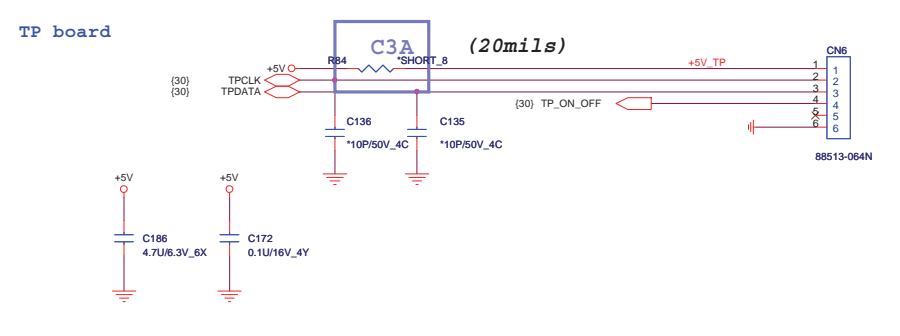 TP board
C3A
(20mils)
CN6
R84
*SHORT_8
+5V
+5V_TP
1
1
{30}
TPCLK
2
2
{30}
TPDATA
3
3
{30}
TP_ON_OFF
4
4
5
5
6
6
C136
*10P/50V_4C
C135
*10P/50V_4C
88513-064N
+5V
+5V
C186
4.7U/6.3V_6X
C172
0.1U/16V_4Y